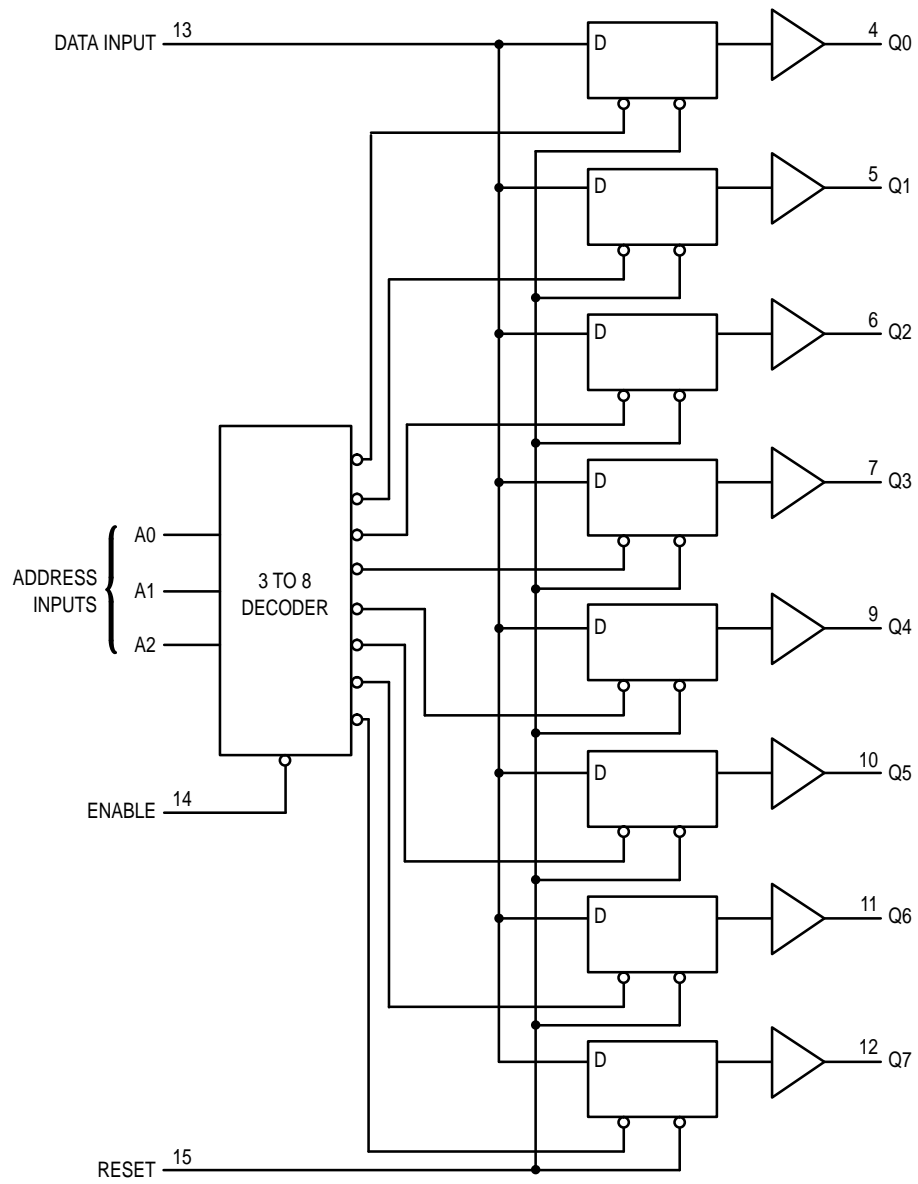 DATA INPUT 13
D
4 Q0
D
5 Q1
D
6 Q2
D
7 Q3
ADDRESS
INPUTS
A0
A1
A2
3 TO 8
DECODER
D
9 Q4
D
10 Q5
ENABLE 14
D
11 Q6
D
12 Q7
RESET 15